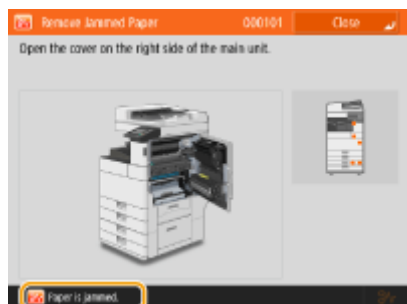 Remove Jammed Paper 000101 Close
Open the cover on the right side of the main unit.
Paper is jammed.